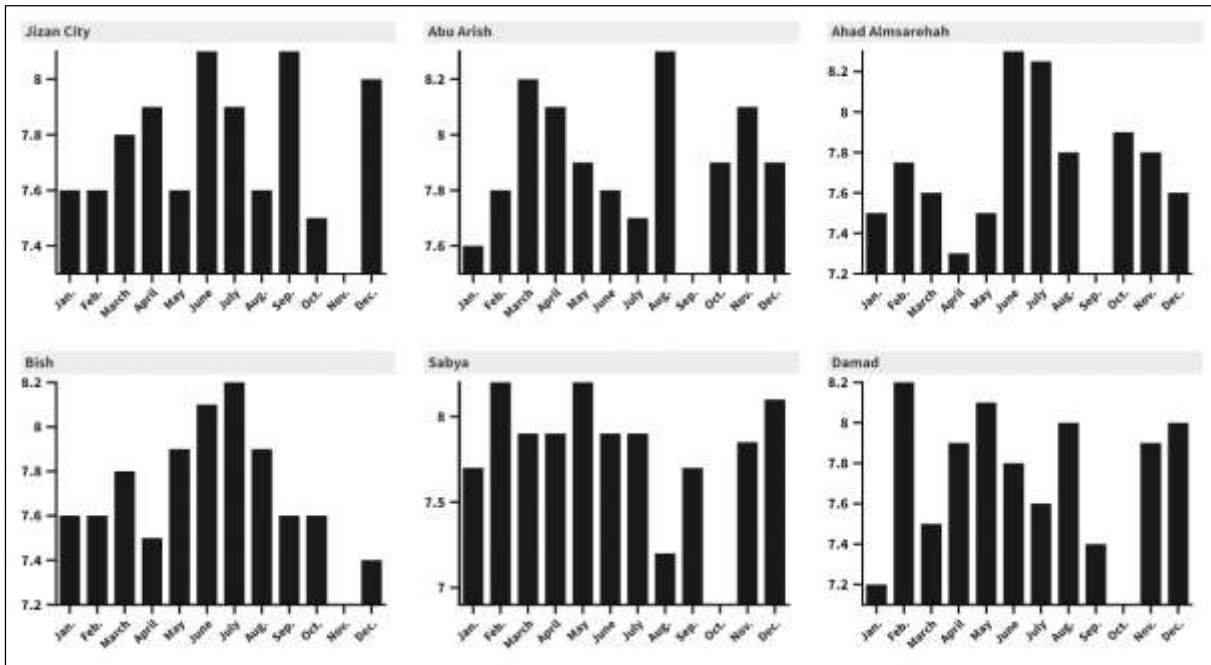 Jizan City
8
7.8
7.6
7.4
Jan. Feb. March April May June July Aug. Sep. Oct. Nov. Dec.
Abu Arish
8.2
8
7.8
7.6
Jan. Feb. March April May June July Aug. Sep. Oct. Nov. Dec.
Ahad Almsarehah
8.2
8
7.8
7.6
7.4
7.2
Jan. Feb. March April May June July Aug. Sep. Oct. Nov. Dec.
Bish
8.2
8
7.8
7.6
7.4
7.2
Jan. Feb. March April May June July Aug. Sep. Oct. Nov. Dec.
Sabya
8
7.5
7
Jan. Feb. March April May June July Aug. Sep. Oct. Nov. Dec.
Damad
8.2
8
7.8
7.6
7.4
7.2
Jan. Feb. March April May June July Aug. Sep. Oct. Nov. Dec.